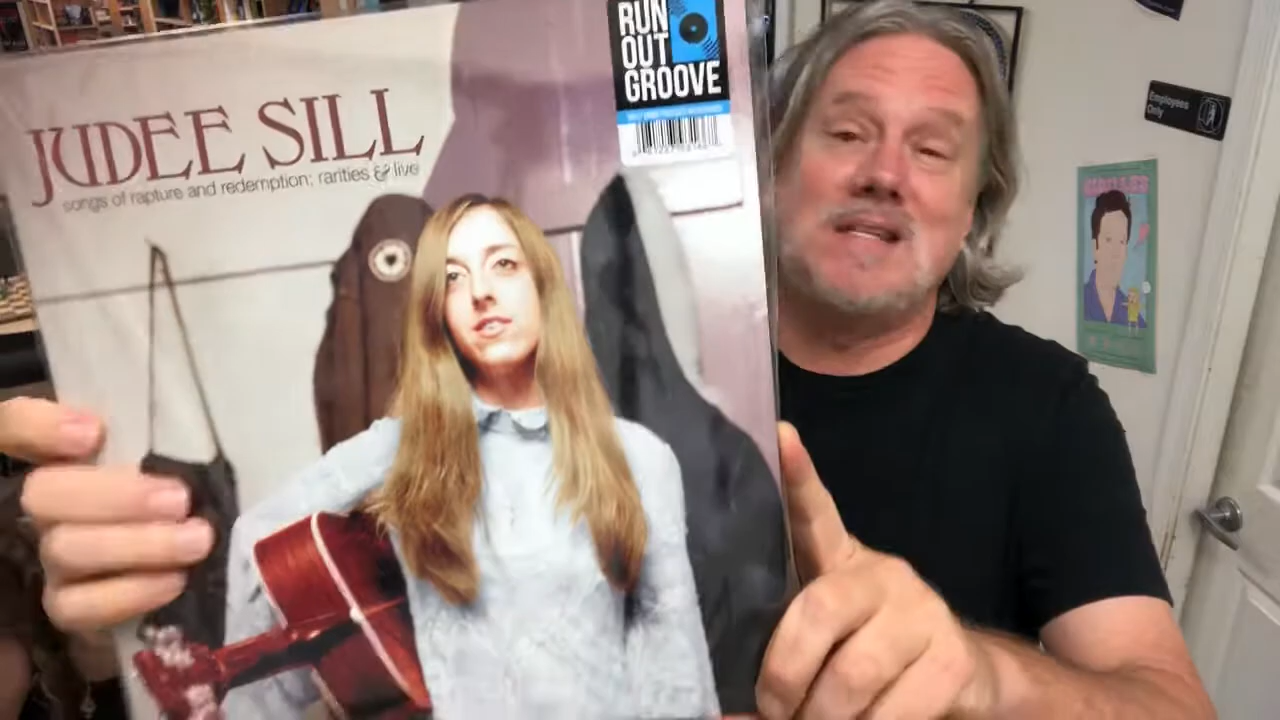 RUN
OUT
GROOVE
JUDEE SILL
songs of rapture and redemption; rarities & live
Employees
Only